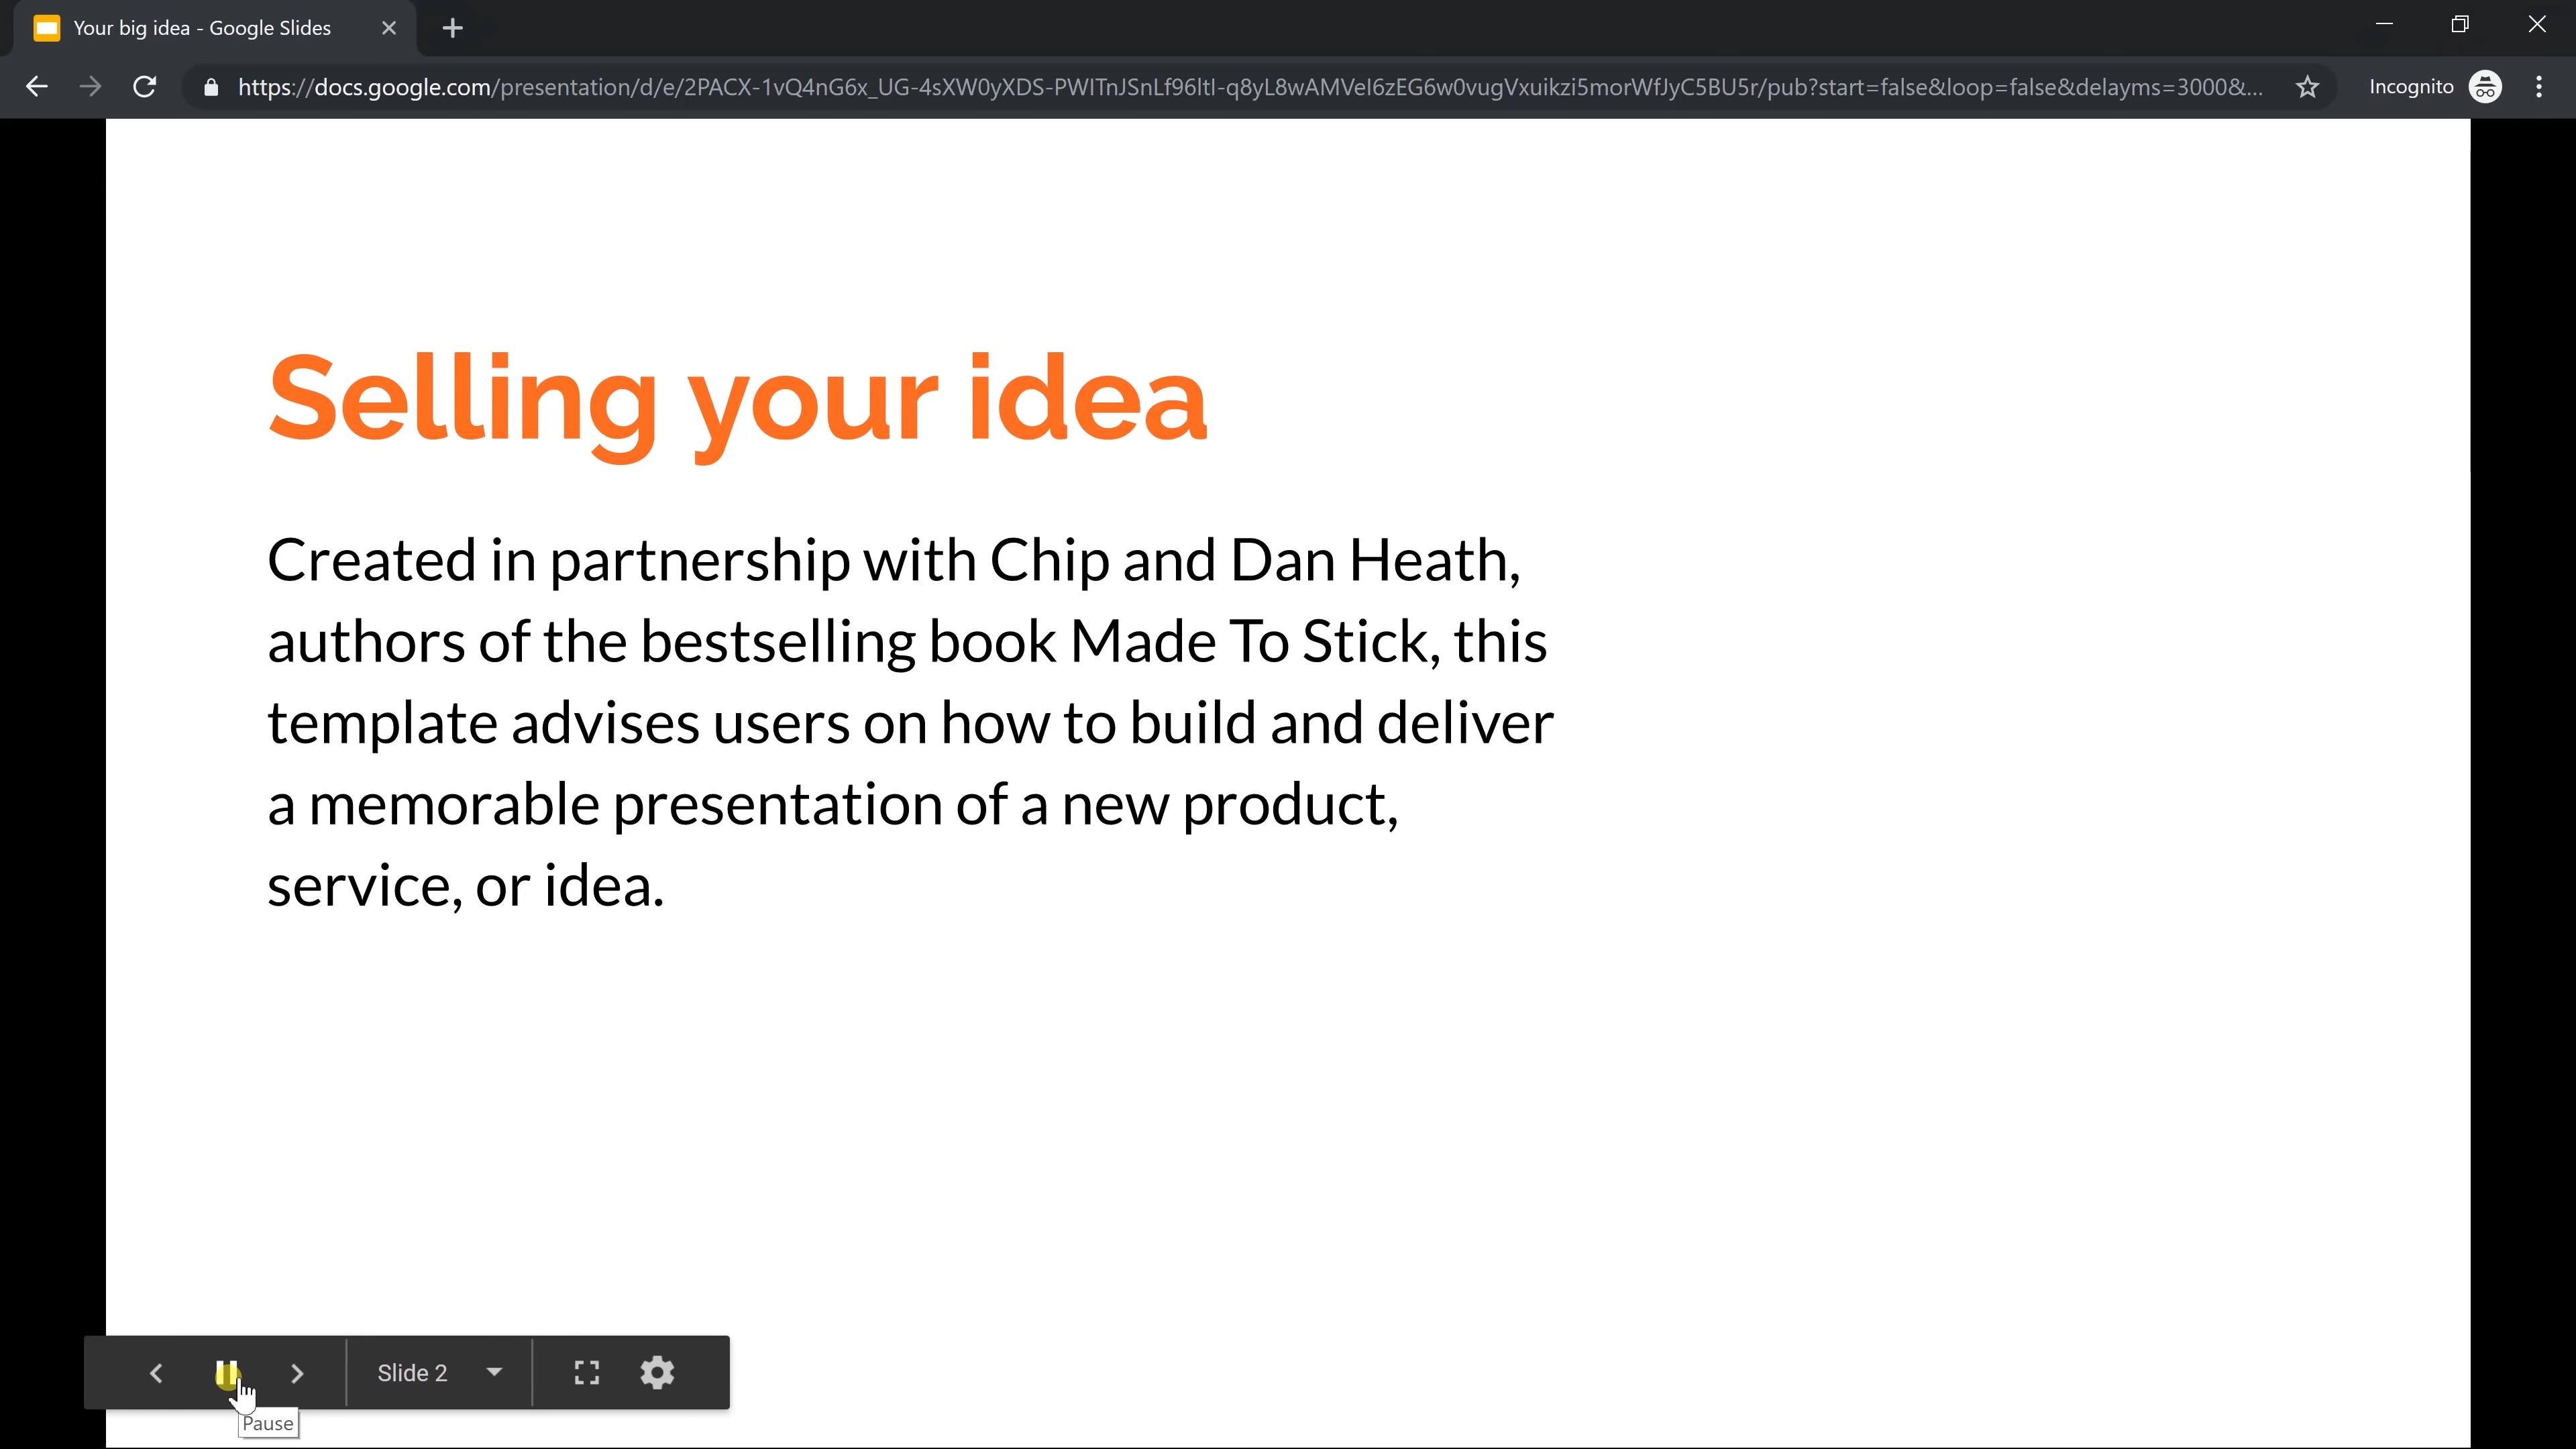 Your big idea - Google Slides
https://docs.google.com/presentation/d/e/2PACX-1vQ4nG6x_UG-4sXW0yXDS-PWITnJSnLf96ltI-q8yL8wAMVeI6zEG6w0vugVxuikzi5morWfJyC5BU5r/pub?start=false&loop=false&delayms=3000&...
Incognito
Selling your idea
Created in partnership with Chip and Dan Heath,
authors of the bestselling book Made To Stick, this
template advises users on how to build and deliver
a memorable presentation of a new product,
service, or idea.
Slide 2
Pause